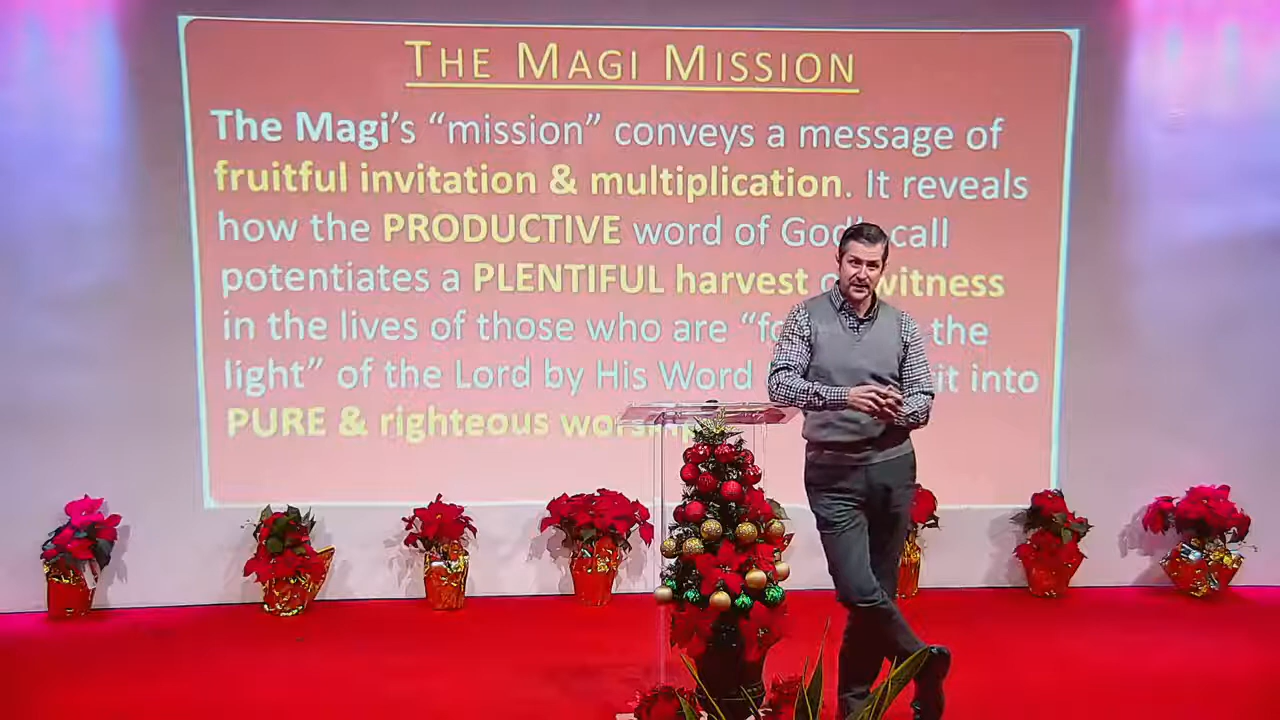 THE MAGI MISSION
The Magi's “mission” conveys a message of
fruitful invitation & multiplication. It reveals
how the PRODUCTIVE word of God's call
potentiates a PLENTIFUL harvest witness
in the lives of those who are the
light” of the Lord by His Word it into
PURE & righteous worship